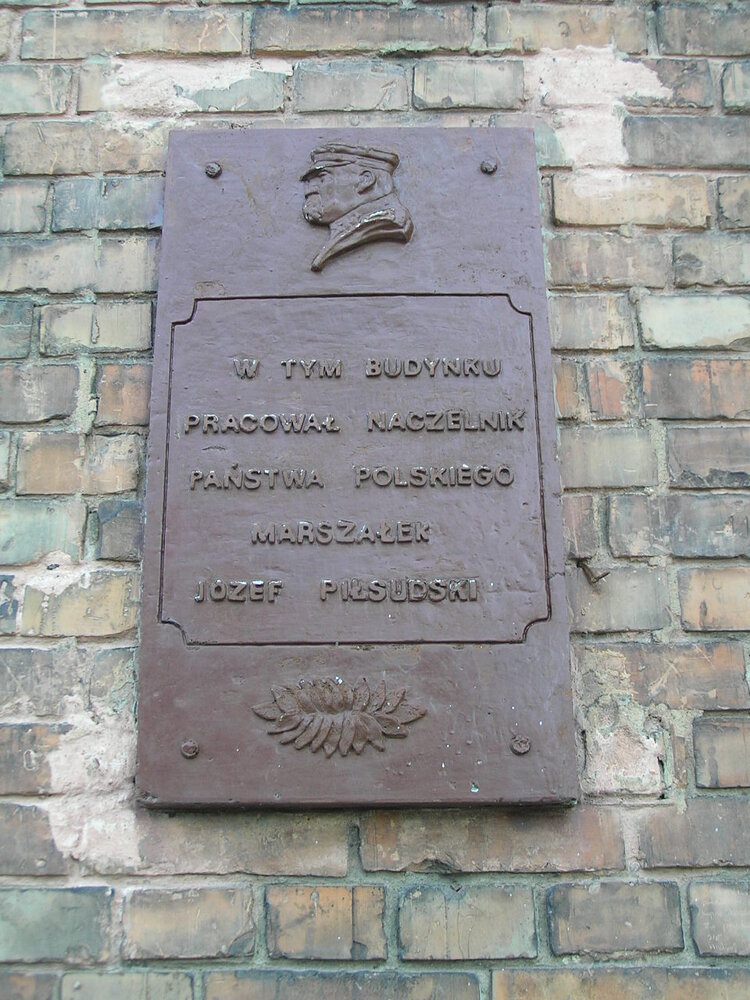 W TYM BUDYNKU
PRACOWAŁ NACZELNIK
PAŃSTWA POLSKIEGO
MARSZAŁEK
JÓZEF PIŁSUDSKI